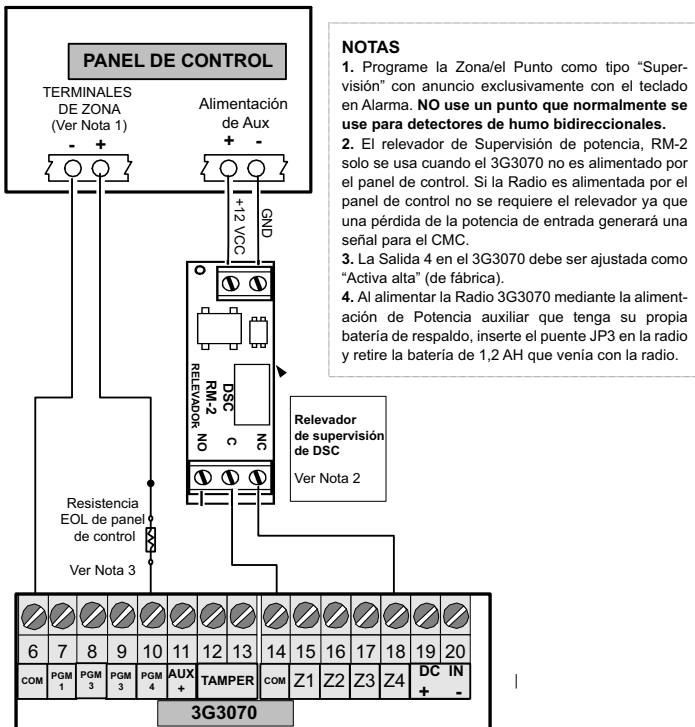 PANEL DE CONTROL
TERMINALES
DE ZONA
(Ver Nota 1)
- +
Alimentación
de Aux
+ -
+12 VCC
GND
RELEVADOR
RM-2
DSC
NO
C
NC
Relevador
de supervisión
de DSC
Ver Nota 2
Resistencia
EOL de panel
de control
Ver Nota 3
6 7 8 9 10 11 12 13 14 15 16 17 18 19 20
COM PGM 1 PGM 3 PGM 3 PGM 4 AUX + TAMPER COM Z1 Z2 Z3 Z4 DC IN + -
3G3070
NOTAS
1. Programe la Zona/el Punto como tipo “Super-
visión” con anuncio exclusivamente con el teclado
en Alarma. NO use un punto que normalmente se
use para detectores de humo bidireccionales.
2. El relevador de Supervisión de potencia, RM-2
solo se usa cuando el 3G3070 no es alimentado por
el panel de control. Si la Radio es alimentada por el
panel de control no se requiere el relevador ya que
una pérdida de la potencia de entrada generará una
señal para el CMC.
3. La Salida 4 en el 3G3070 debe ser ajustada como
“Activa alta” (de fábrica).
4. Al alimentar la Radio 3G3070 mediante la aliment-
ación de Potencia auxiliar que tenga su propia
batería de respaldo, inserte el puente JP3 en la radio
y retire la batería de 1,2 AH que venía con la radio.